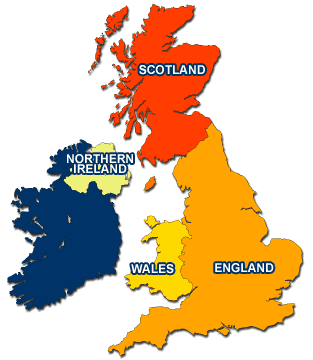 SCOTLAND
NORTHERN
IRELAND
WALES
ENGLAND